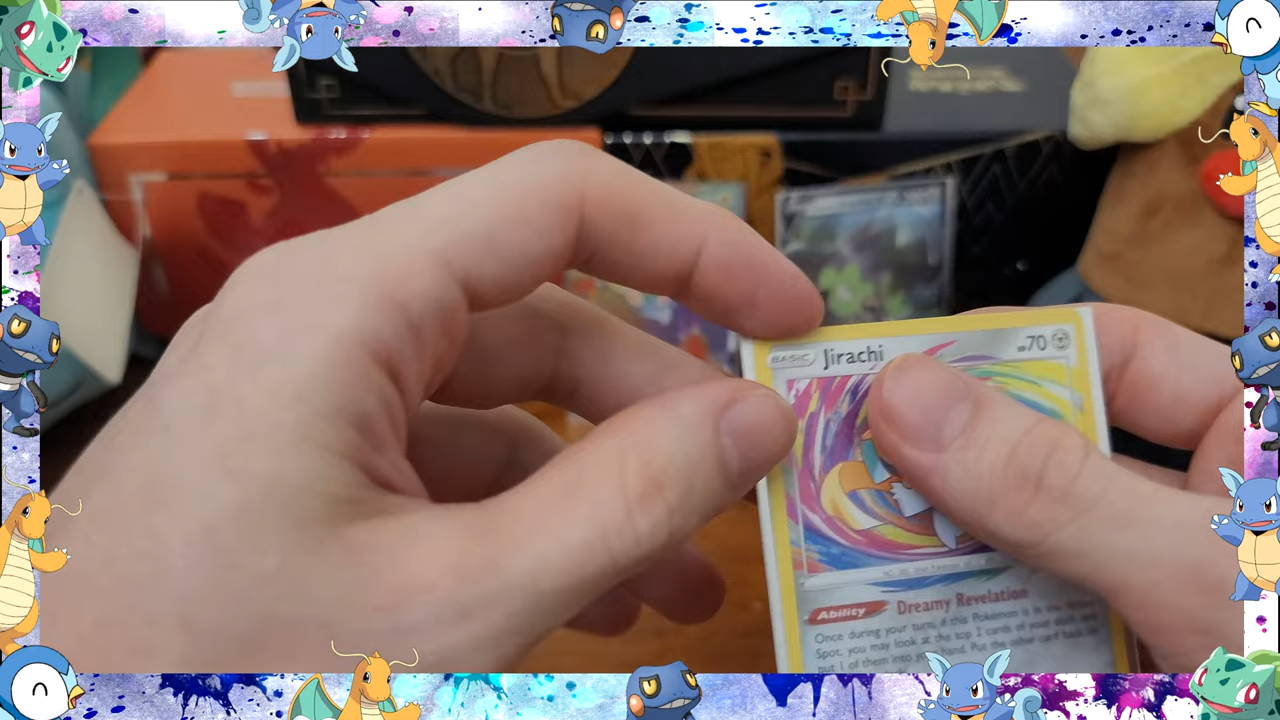 BASIC Jirachi HP70
Ability Dreamy Revelation
Once during your turn, if this Pokémon is in the Active
Spot, you may look at the top 2 cards of your deck and
put 1 of them into your hand. Put the other card back